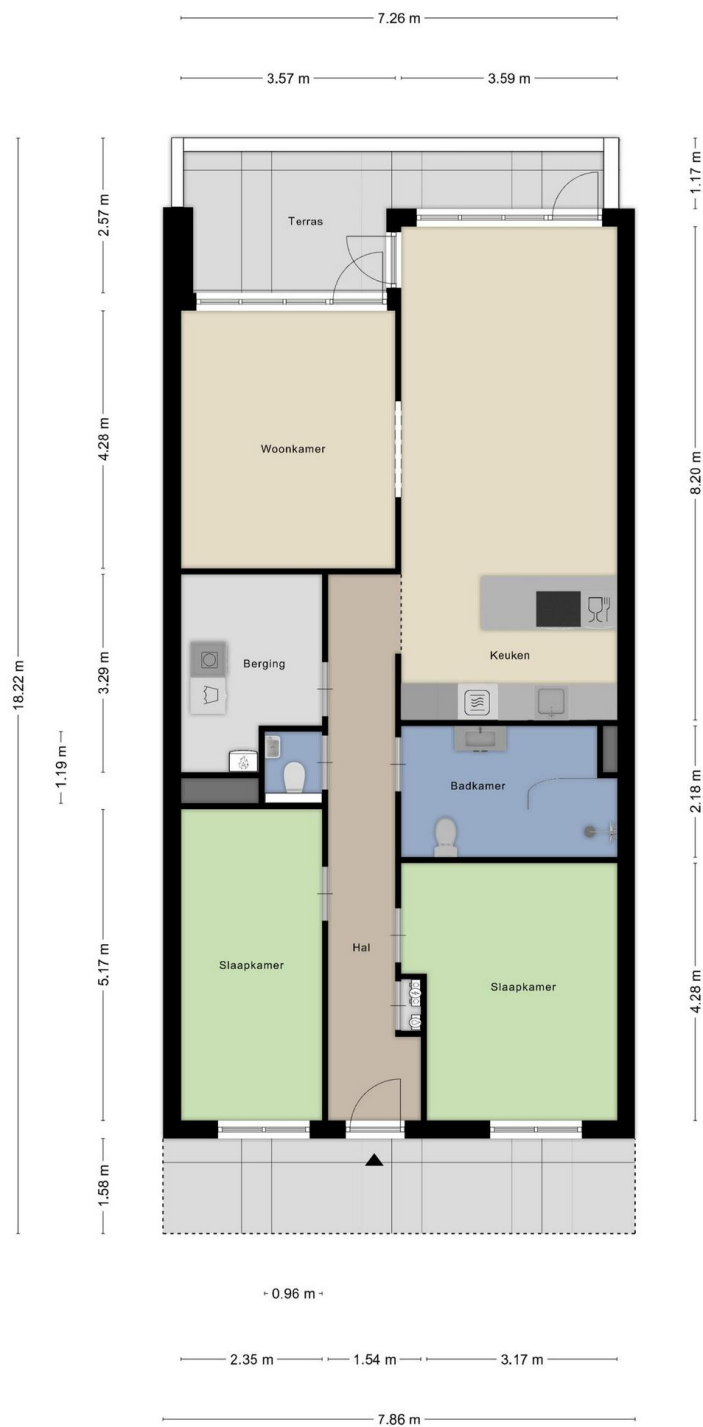 7.26 m
3.57 m
3.59 m
2.57 m
1.17 m
Terras
4.28 m
Woonkamer
8.20 m
18.22 m
3.29 m
Berging
Keuken
1.19 m
Badkamer
2.18 m
5.17 m
Slaapkamer
Hal
Slaapkamer
4.28 m
1.58 m
0.96 m
2.35 m
1.54 m
3.17 m
7.86 m